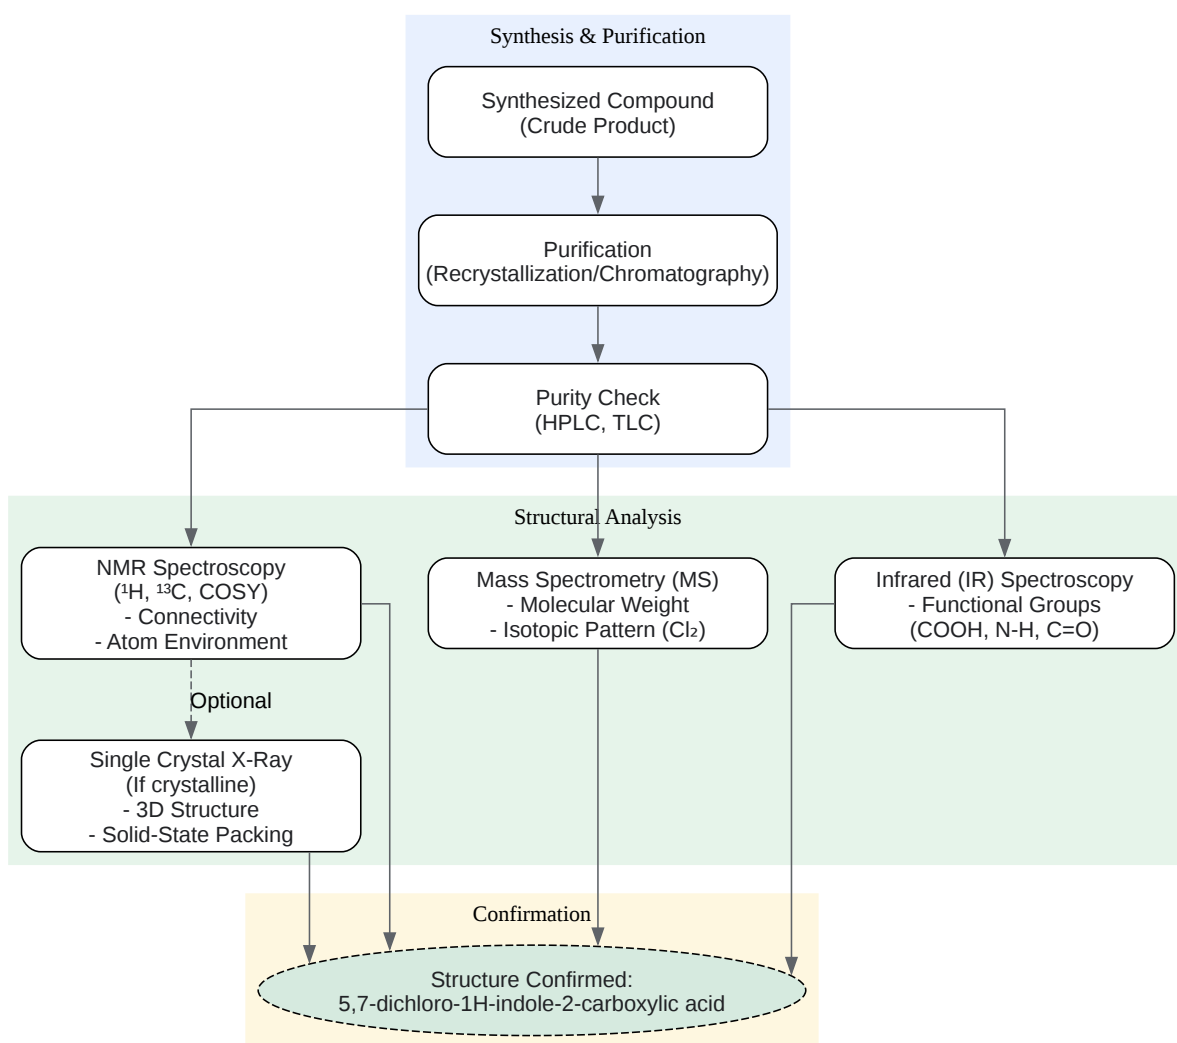 Synthesis & Purification
Synthesized Compound
(Crude Product)
Purification
(Recrystallization/Chromatography)
Purity Check
(HPLC, TLC)
Structural Analysis
NMR Spectroscopy
(¹H, ¹³C, COSY)
- Connectivity
- Atom Environment
Mass Spectrometry (MS)
- Molecular Weight
- Isotopic Pattern (Cl₂)
Infrared (IR) Spectroscopy
- Functional Groups
(COOH, N-H, C=O)
Optional
Single Crystal X-Ray
(If crystalline)
- 3D Structure
- Solid-State Packing
Confirmation
Structure Confirmed:
5,7-dichloro-1H-indole-2-carboxylic acid